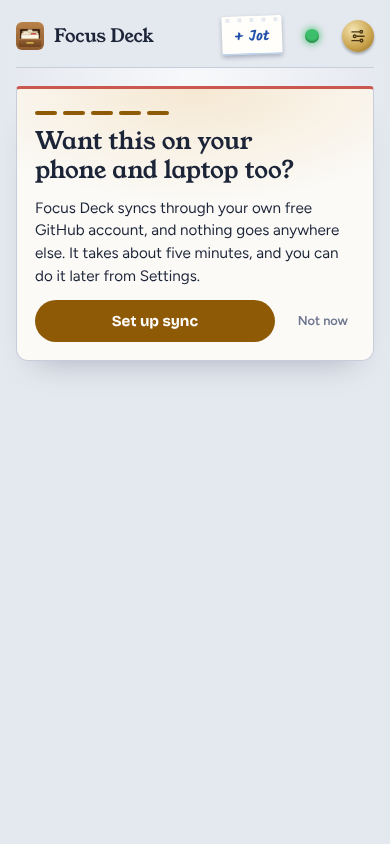 Focus Deck
+ Jot
Want this on your
phone and laptop too?
Focus Deck syncs through your own free
GitHub account, and nothing goes anywhere
else. It takes about five minutes, and you can
do it later from Settings.
Set up sync
Not now